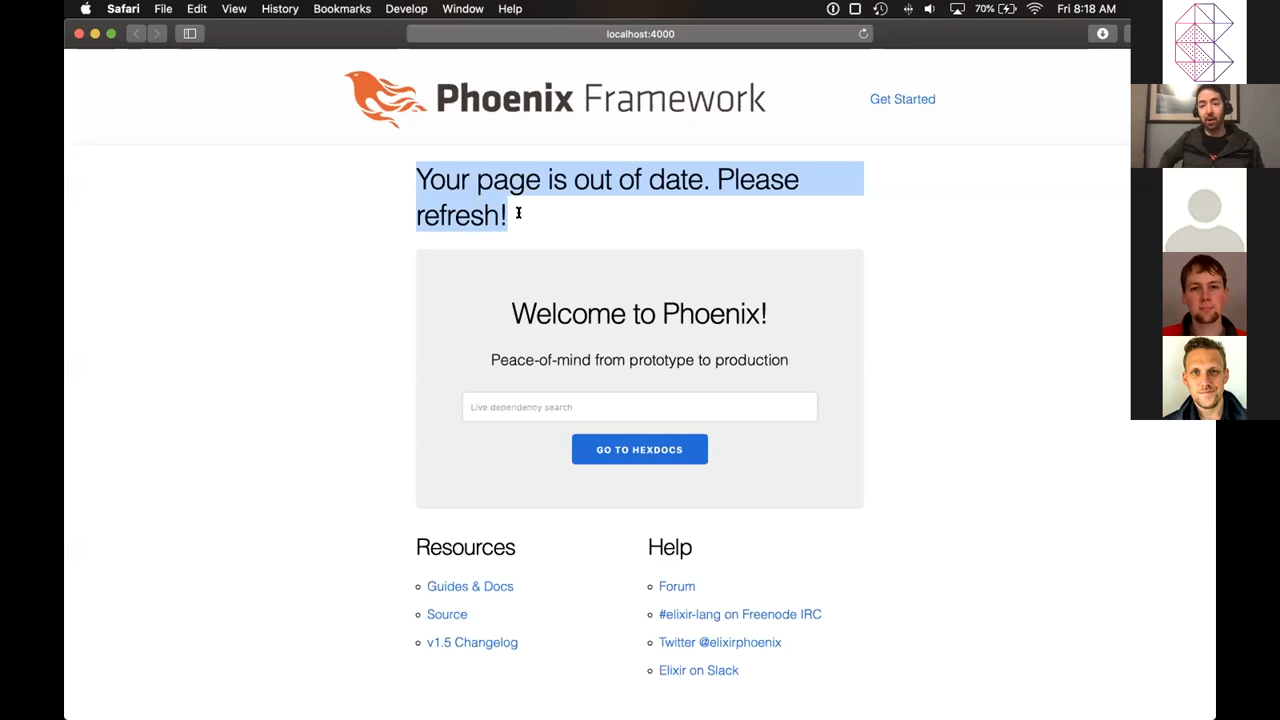 Safari File Edit View History Bookmarks Develop Window Help 70% Fri 8:18 AM
localhost:4000
Phoenix Framework
Get Started
Your page is out of date. Please
refresh!
Welcome to Phoenix!
Peace-of-mind from prototype to production
Live dependency search
GO TO HEXDOCS
Resources
Guides & Docs
Source
v1.5 Changelog
Help
Forum
#elixir-lang on Freenode IRC
Twitter @elixirphoenix
Elixir on Slack